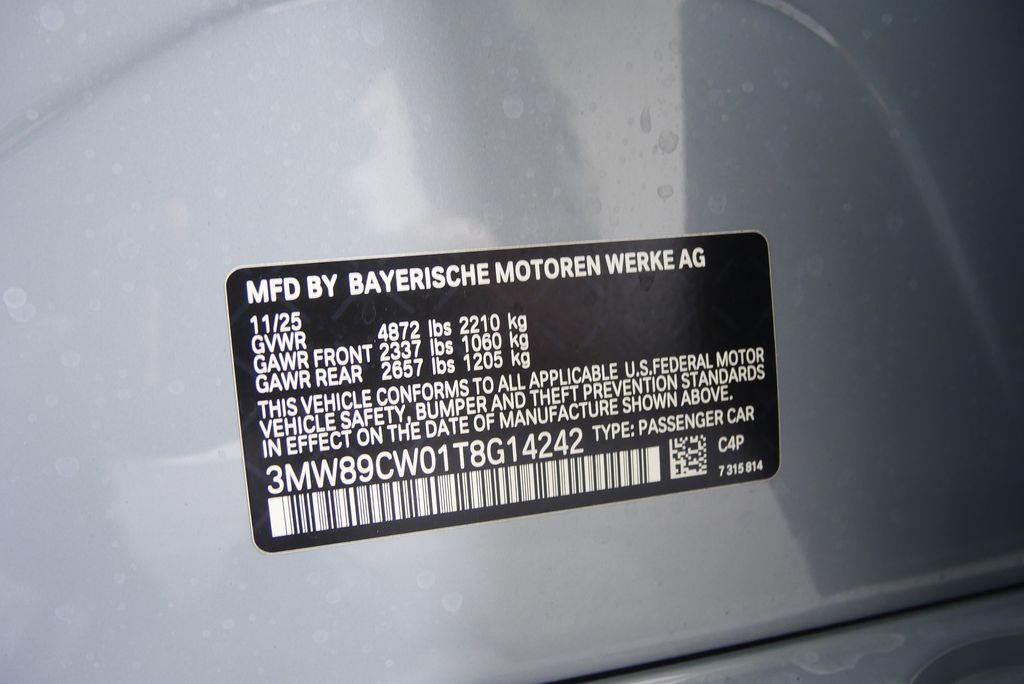 MFD BY BAYERISCHE MOTOREN WERKE AG
11/25
GVWR 4872 lbs 2210 kg
GAWR FRONT 2337 lbs 1060 kg
GAWR REAR 2657 lbs 1205 kg
THIS VEHICLE CONFORMS TO ALL APPLICABLE U.S.FEDERAL MOTOR
VEHICLE SAFETY, BUMPER AND THEFT PREVENTION STANDARDS
IN EFFECT ON THE DATE OF MANUFACTURE SHOWN ABOVE.
3MW89CW01T8G14242 TYPE: PASSENGER CAR
C4P
7 315 814